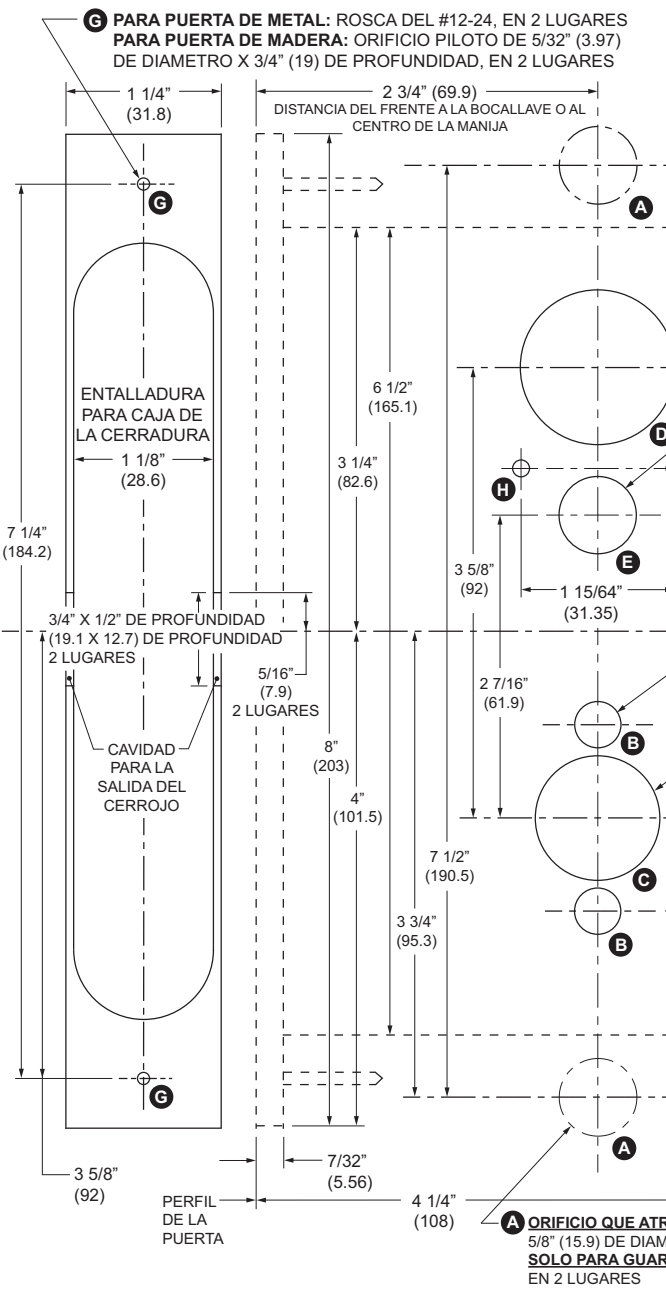 G PARA PUERTA DE METAL: ROSCA DEL #12-24, EN 2 LUGARES
PARA PUERTA DE MADERA: ORIFICIO PILOTO DE 5/32” (3.97)
DE DIAMETRO X 3/4” (19) DE PROFUNDIDAD, EN 2 LUGARES
1 1/4”
(31.8)
2 3/4” (69.9)
DISTANCIA DEL FRENTE A LA BOCALLAVE O AL
CENTRO DE LA MANIJA
G
A
ENTALLADURA
PARA CAJA DE
LA CERRADURA
1 1/8”
(28.6)
6 1/2”
(165.1)
3 1/4”
(82.6)
D
H
E
7 1/4”
(184.2)
3 5/8”
(92)
1 15/64”
(31.35)
3/4” X 1/2” DE PROFUNDIDAD
(19.1 X 12.7) DE PROFUNDIDAD
2 LUGARES
5/16”
(7.9)
2 LUGARES
2 7/16”
(61.9)
B
CAVIDAD
PARA LA
SALIDA DEL
CERROJO
8”
(203)
4”
(101.5)
7 1/2”
(190.5)
C
3 3/4”
(95.3)
B
G
A
3 5/8”
(92)
7/32”
(5.56)
PERFIL
DE LA
PUERTA
4 1/4”
(108)
A ORIFICIO QUE ATR
5/8” (15.9) DE DIAM
SOLO PARA GUAR
EN 2 LUGARES